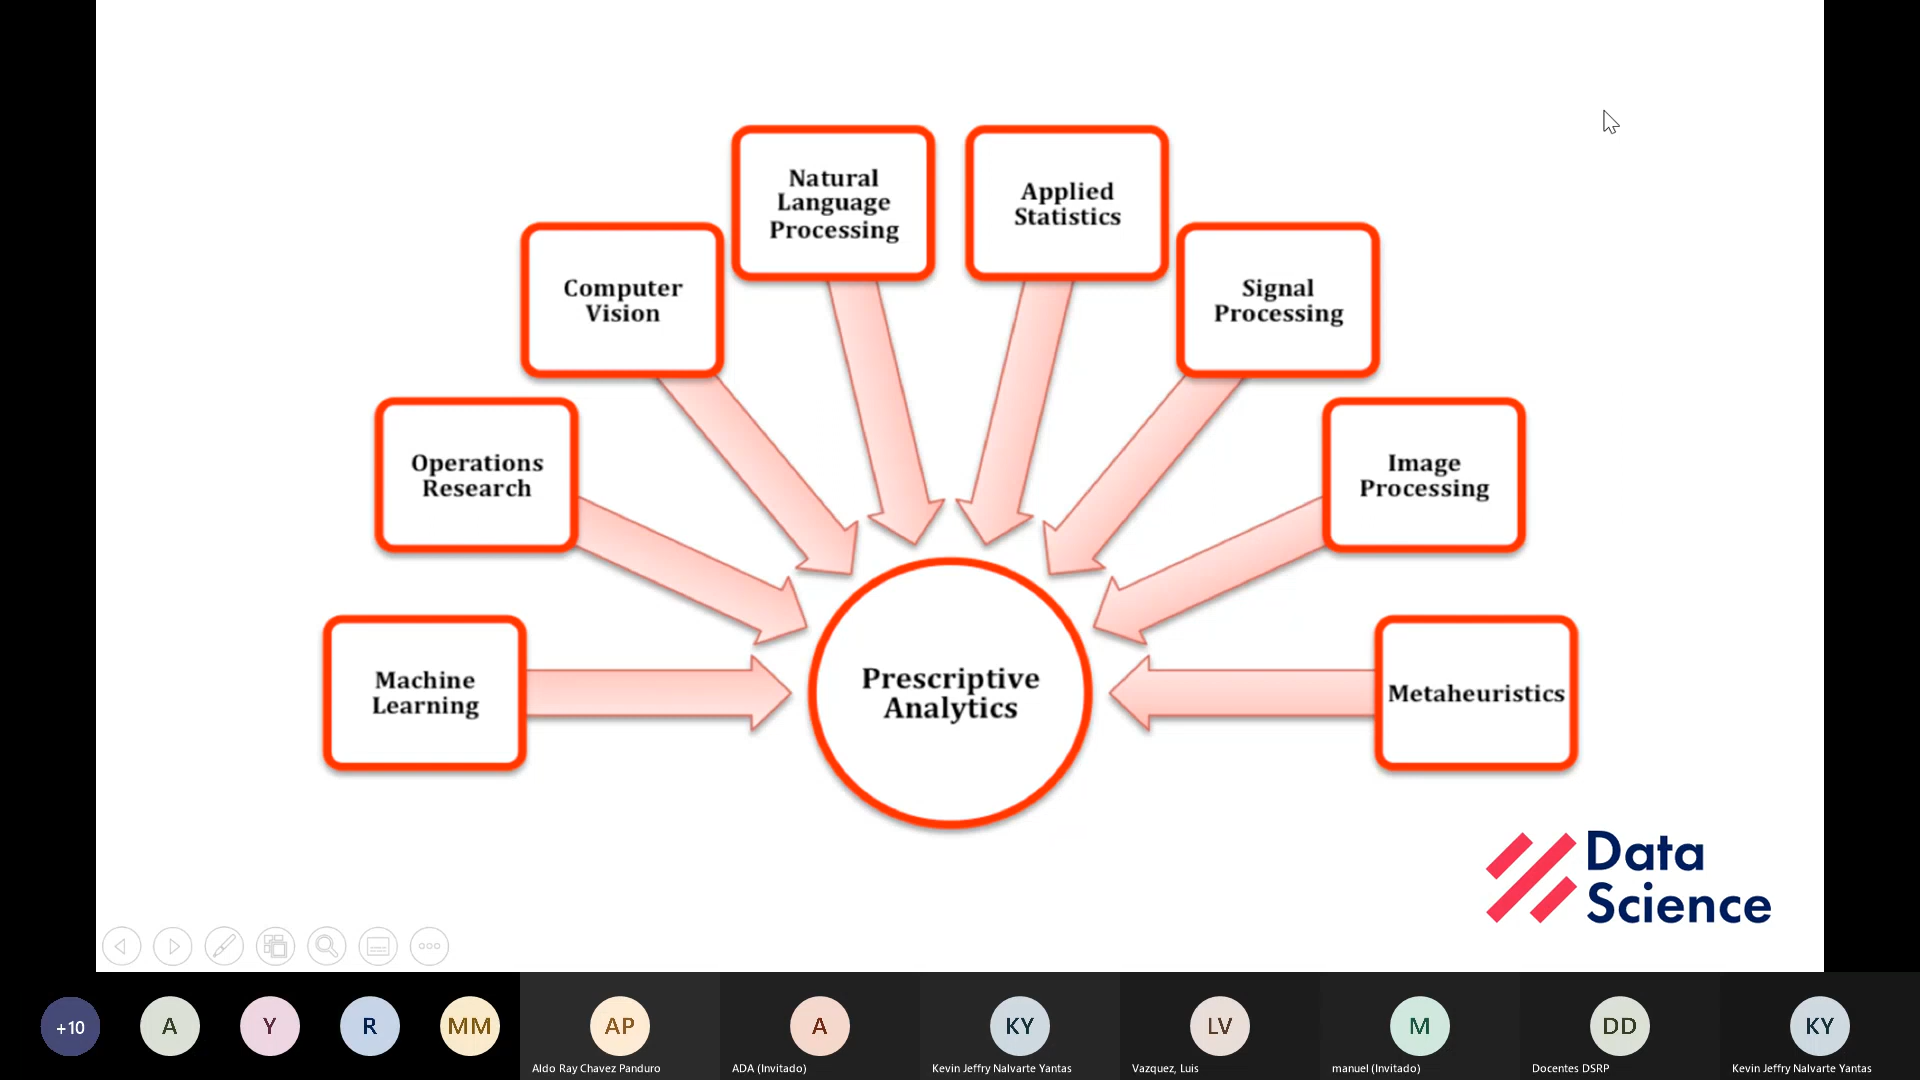 Natural
Language
Processing
Applied
Statistics
Computer
Vision
Signal
Processing
Operations
Research
Image
Processing
Machine
Learning
Prescriptive
Analytics
Metaheuristics
Data
Science
+10
A
Y
R
MM
AP
A
KY
LV
M
DD
KY
Aldo Ray Chavez Panduro
ADA (Invitado)
Kevin Jeffry Nalvarte Yantas
Vazquez, Luis
manuel (Invitado)
Docentes DSRP
Kevin Jeffry Nalvarte Yantas